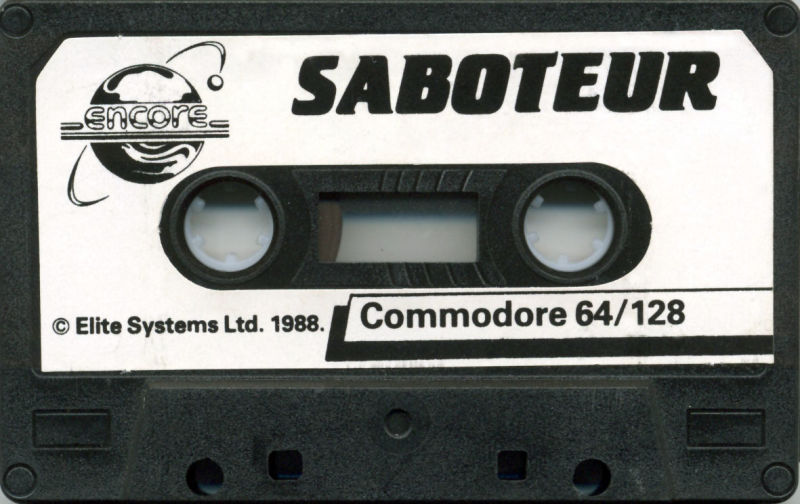 SABOTEUR
encore
© Elite Systems Ltd. 1988.
Commodore 64/128